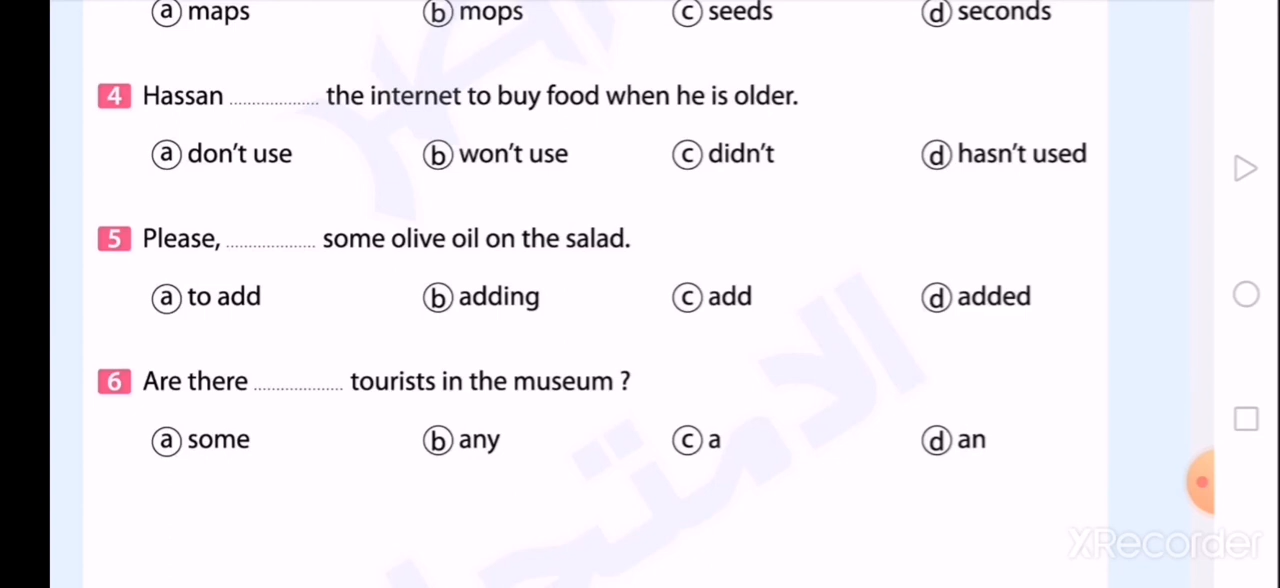 ⓐ maps ⓑ mops ⓒ seeds ⓓ seconds
4 Hassan .................. the internet to buy food when he is older.
ⓐ don't use ⓑ won't use ⓒ didn't ⓓ hasn't used
5 Please, .................. some olive oil on the salad.
ⓐ to add ⓑ adding ⓒ add ⓓ added
6 Are there .................. tourists in the museum ?
ⓐ some ⓑ any ⓒ a ⓓ an
XRecorder